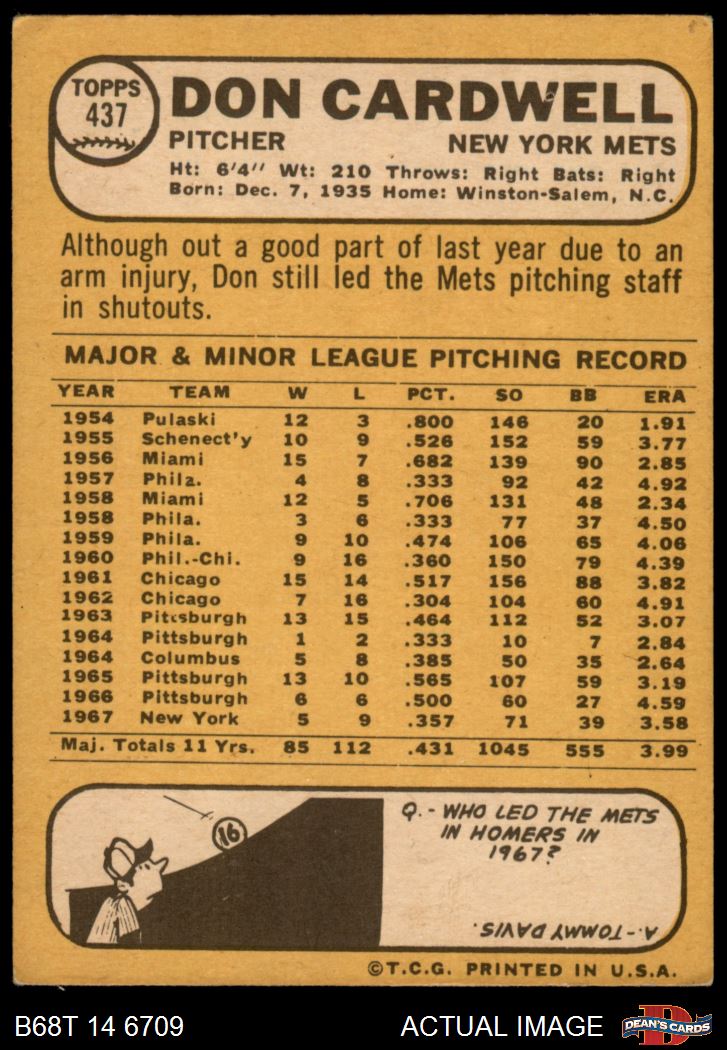 TOPPS
437
DON CARDWELL
PITCHER NEW YORK METS
Ht: 6'4" Wt: 210 Throws: Right Bats: Right
Born: Dec. 7, 1935 Home: Winston-Salem, N.C.
Although out a good part of last year due to an
arm injury, Don still led the Mets pitching staff
in shutouts.
MAJOR & MINOR LEAGUE PITCHING RECORD
YEAR TEAM W L PCT. SO BB ERA
1954 Pulaski 12 3 .800 146 20 1.91
1955 Schenect'y 10 9 .526 152 59 3.77
1956 Miami 15 7 .682 139 90 2.85
1957 Phila. 4 8 .333 92 42 4.92
1958 Miami 12 5 .706 131 48 2.34
1958 Phila. 3 6 .333 77 37 4.50
1959 Phila. 9 10 .474 106 65 4.06
1960 Phil.-Chi. 9 16 .360 150 79 4.39
1961 Chicago 15 14 .517 156 88 3.82
1962 Chicago 7 16 .304 104 60 4.91
1963 Pittsburgh 13 15 .464 112 52 3.07
1964 Pittsburgh 1 2 .333 10 7 2.84
1964 Columbus 5 8 .385 50 35 2.64
1965 Pittsburgh 13 10 .565 107 59 3.19
1966 Pittsburgh 6 6 .500 60 27 4.59
1967 New York 5 9 .357 71 39 3.58
Maj. Totals 11 Yrs. 85 112 .431 1045 555 3.99
16
Q.- WHO LED THE METS
IN HOMERS IN
1967?
A.-TOMMY DAVIS.
©T.C.G. PRINTED IN U.S.A.
B68T 14 6709 ACTUAL IMAGE
D
DEAN'S CARDS